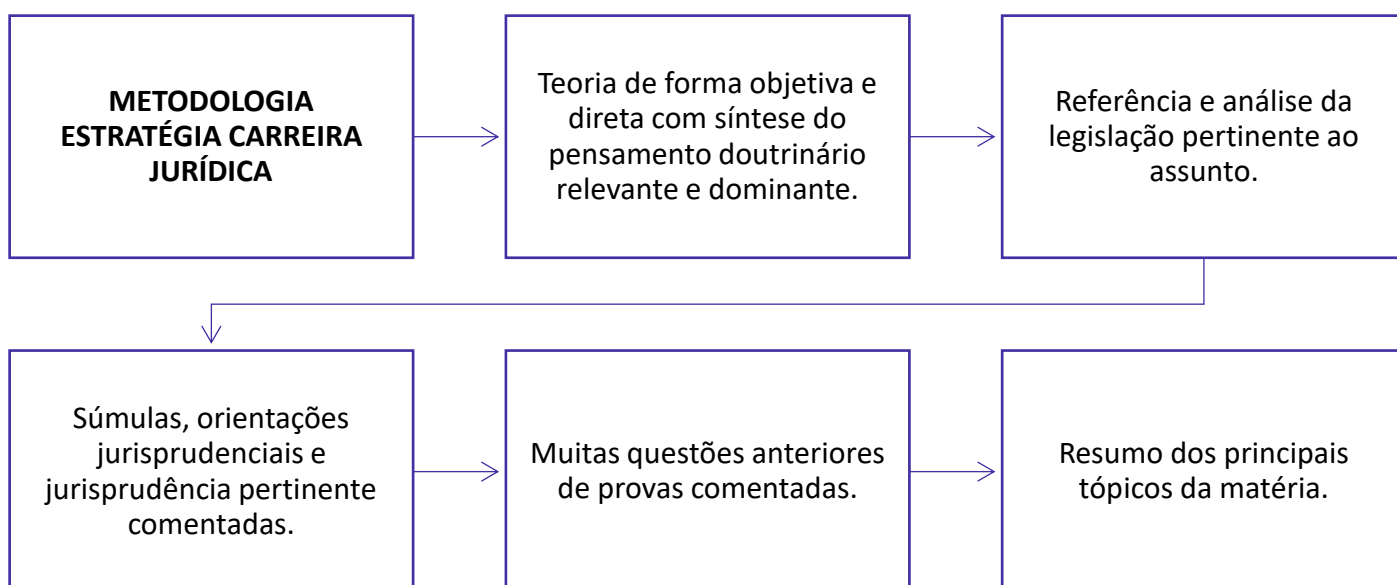 METODOLOGIA
ESTRATÉGIA CARREIRA
JURÍDICA
Teoria de forma objetiva e
direta com síntese do
pensamento doutrinário
relevante e dominante.
Referência e análise da
legislação pertinente ao
assunto.
Súmulas, orientações
jurisprudenciais e
jurisprudência pertinente
comentadas.
Muitas questões anteriores
de provas comentadas.
Resumo dos principais
tópicos da matéria.